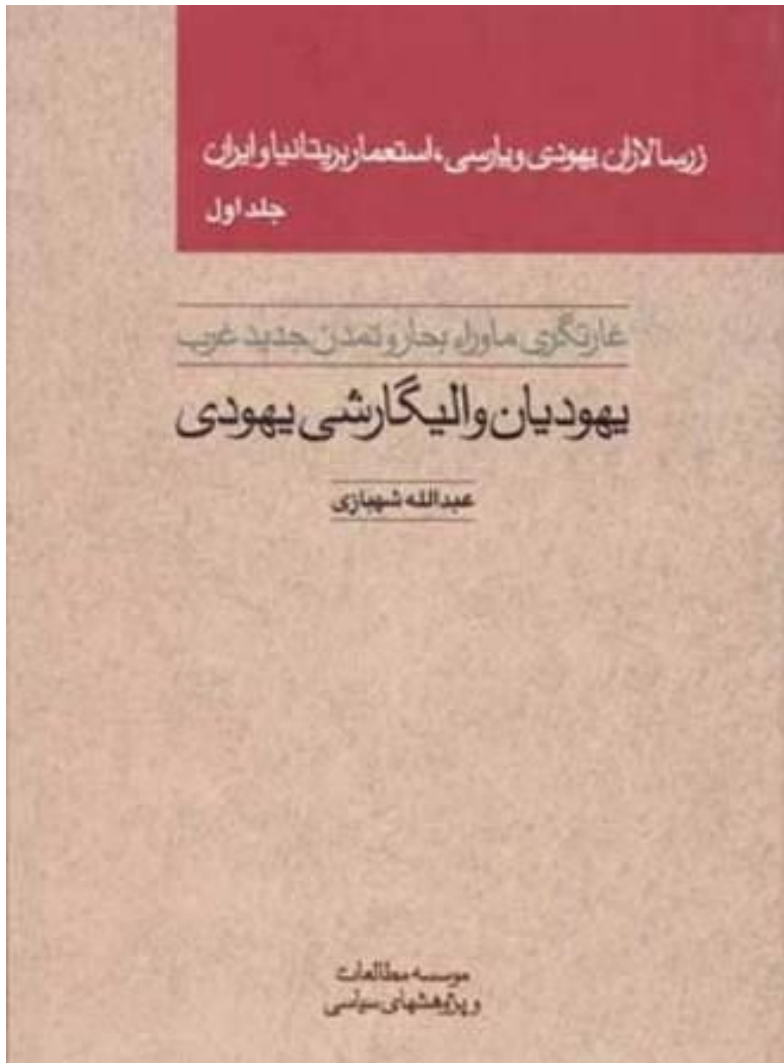 زرسالاران یهودی و پارسی، استعمار بریتانیا و ایران
جلد اول
غارتگری ماوراء بحار و تمدن جدید غرب
یهودیان و الیگارشی یهودی
عبدالله شهبازی
موسسه مطالعات
و پژوهشهای سیاسی